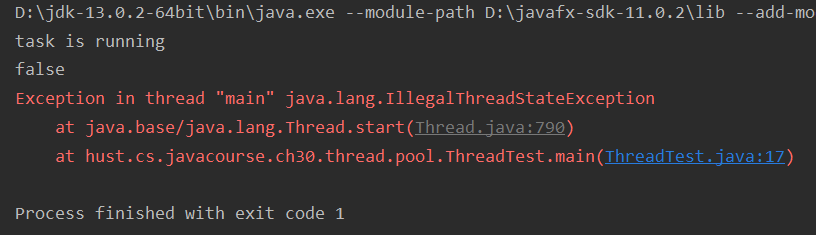 D:\jdk-13.0.2-64bit\bin\java.exe --module-path D:\javafx-sdk-11.0.2\lib --add-mo
task is running
false
Exception in thread "main" java.lang.IllegalThreadStateException
at java.base/java.lang.Thread.start(Thread.java:790)
at hust.cs.javacourse.ch30.thread.pool.ThreadTest.main(ThreadTest.java:17)
Process finished with exit code 1